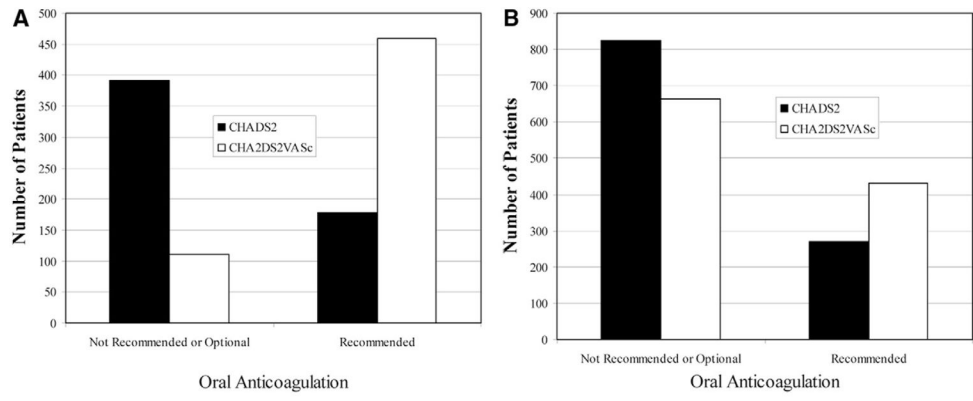 A
500
450
400
350
300
250
200
150
100
50
0
Number of Patients
CHADS2
CHA2DS2VASc
Not Recommended or Optional
Recommended
Oral Anticoagulation
B
900
800
700
600
500
400
300
200
100
0
Number of Patients
CHADS2
CHA2DS2VASc
Not Recommended or Optional
Recommended
Oral Anticoagulation